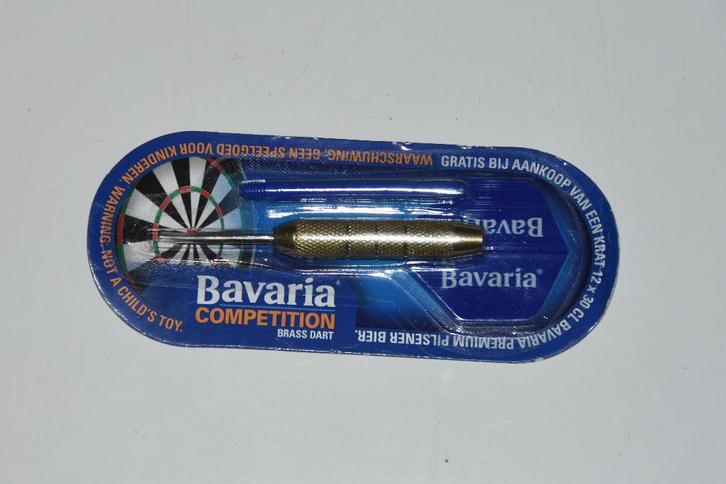 WAARSCHUWING: GEEN SPEELGOED VOOR KINDEREN. WARNING: NOT A CHILD'S TOY.
GRATIS BIJ AANKOOP VAN EEN KRAT 12 X 30 CL BAVARIA PREMIUM PILSENER BIER.
Bavaria
Bavaria
Bavaria
COMPETITION
BRASS DART